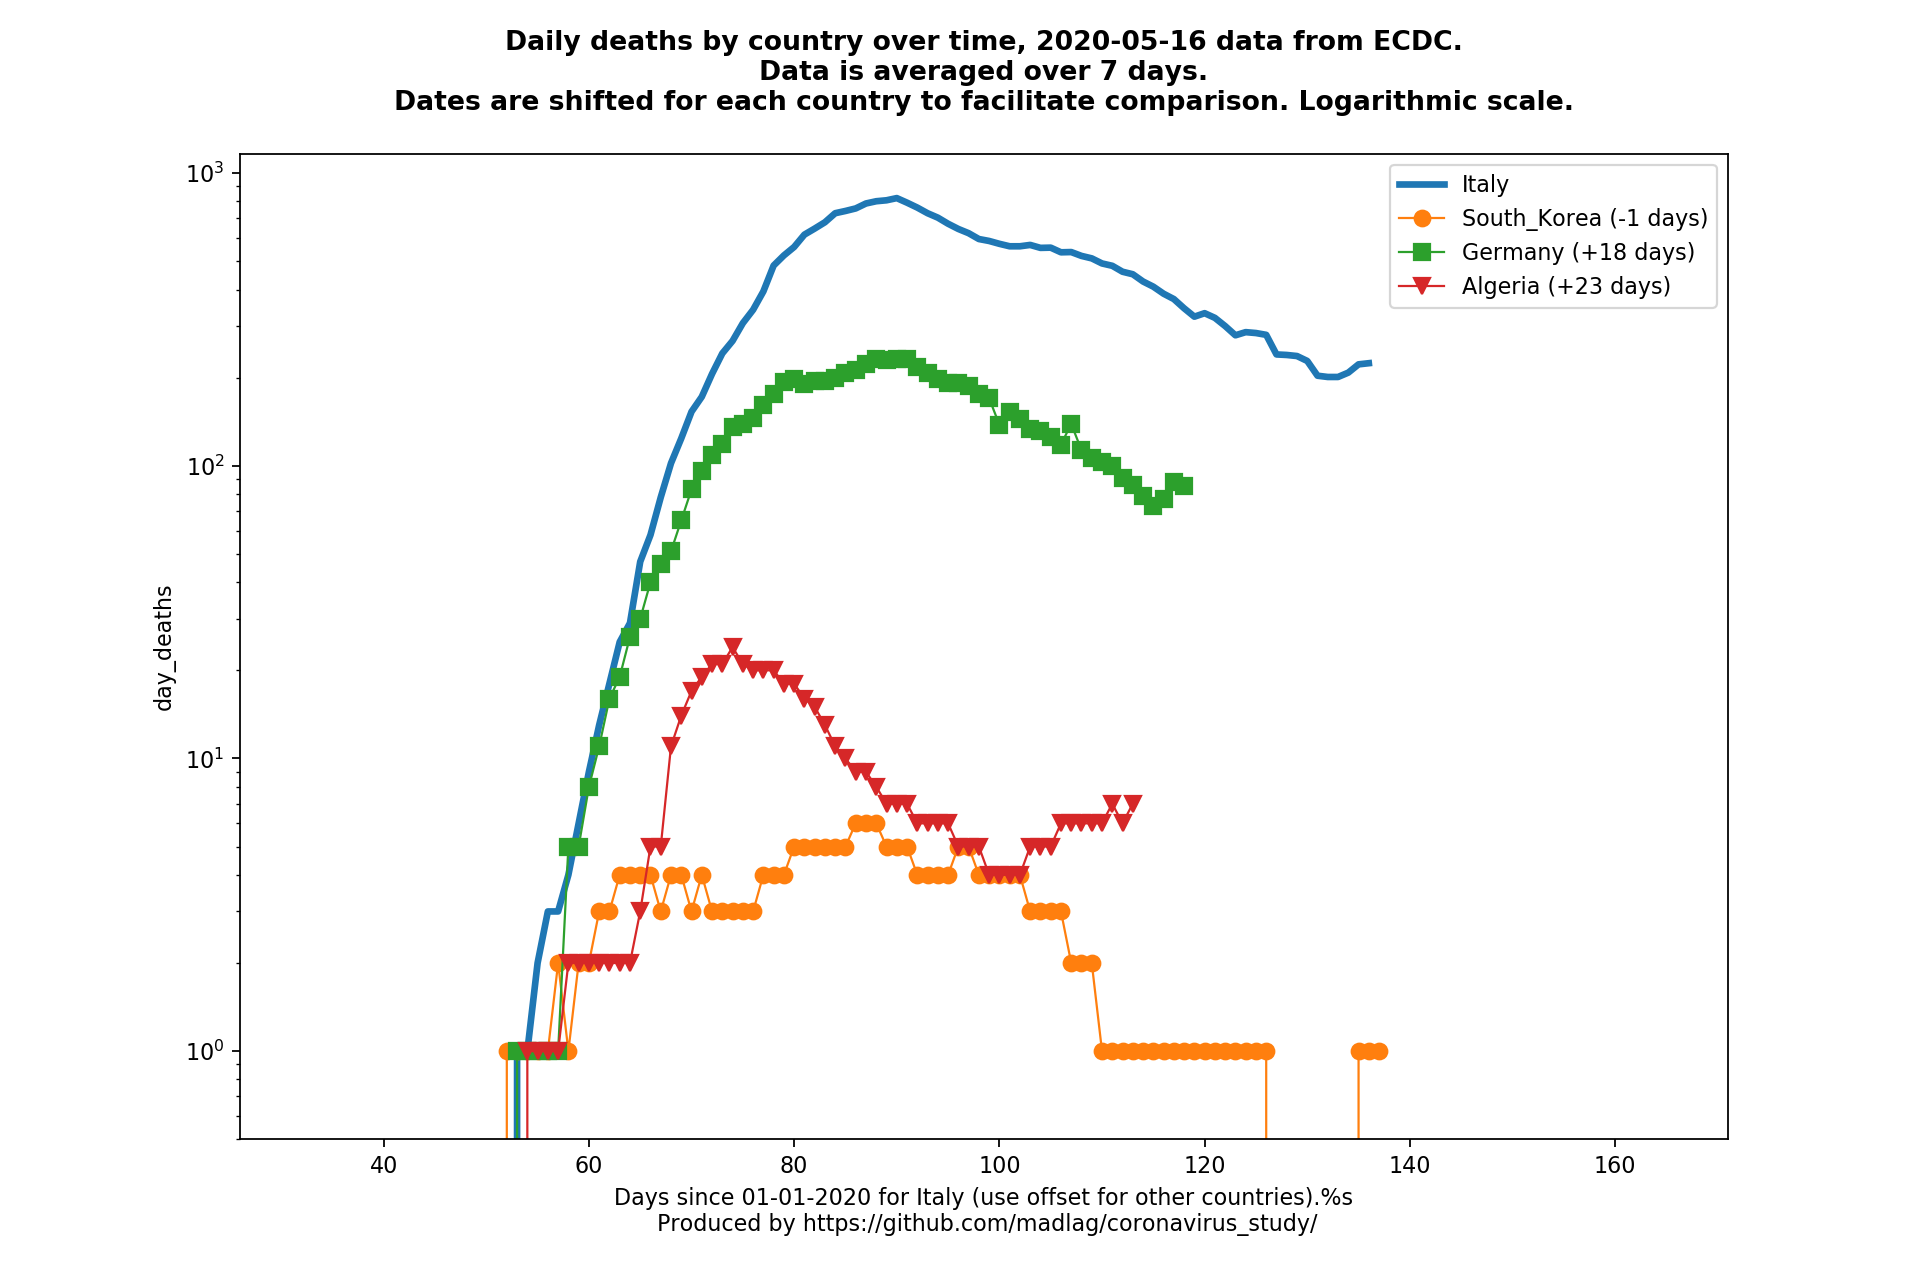 Daily deaths by country over time, 2020-05-16 data from ECDC.
Data is averaged over 7 days.
Dates are shifted for each country to facilitate comparison. Logarithmic scale.
10³
10²
10¹
10⁰
day_deaths
Italy
South_Korea (-1 days)
Germany (+18 days)
Algeria (+23 days)
40 60 80 100 120 140 160
Days since 01-01-2020 for Italy (use offset for other countries).%s
Produced by https://github.com/madlag/coronavirus_study/